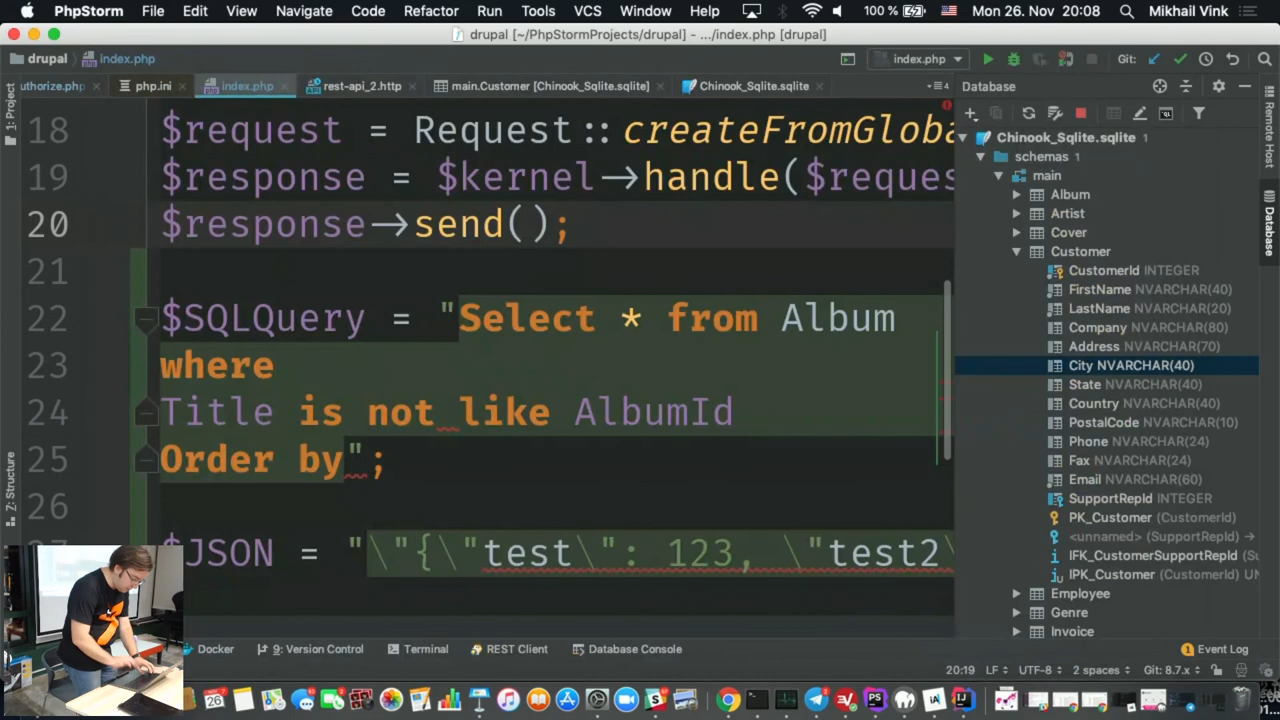 PhpStorm File Edit View Navigate Code Refactor Run Tools VCS Window Help 100 % Mon 26. Nov 20:08 Mikhail Vink
drupal [~/PhpStormProjects/drupal] – .../index.php [drupal]
drupal index.php index.php Git:
uthorize.php php.ini index.php rest-api_2.http main.Customer [Chinook_Sqlite.sqlite] Chinook_Sqlite.sqlite Database
1: Project
Z: Structure
Remote Host
Database
18 $request = Request::createFromGloba
19 $response = $kernel->handle($reques
20 $response->send();
21
22 $SQLQuery = "Select * from Album
23 where
24 Title is not like AlbumId
25 Order by";
26
$JSON = "\"{\"test\": 123, \"test2\
Chinook_Sqlite.sqlite 1
schemas 1
main
Album
Artist
Cover
Customer
CustomerId INTEGER
FirstName NVARCHAR(40)
LastName NVARCHAR(20)
Company NVARCHAR(80)
Address NVARCHAR(70)
City NVARCHAR(40)
State NVARCHAR(40)
Country NVARCHAR(40)
PostalCode NVARCHAR(10)
Phone NVARCHAR(24)
Fax NVARCHAR(24)
Email NVARCHAR(60)
SupportRepId INTEGER
PK_Customer (CustomerId)
<unnamed> (SupportRepId) →
IFK_CustomerSupportRepId (Su
IPK_Customer (CustomerId) UN
Employee
Genre
Invoice
Docker 9: Version Control Terminal REST Client Database Console 1 Event Log
20:19 LF UTF-8 2 spaces Git: 8.7.x